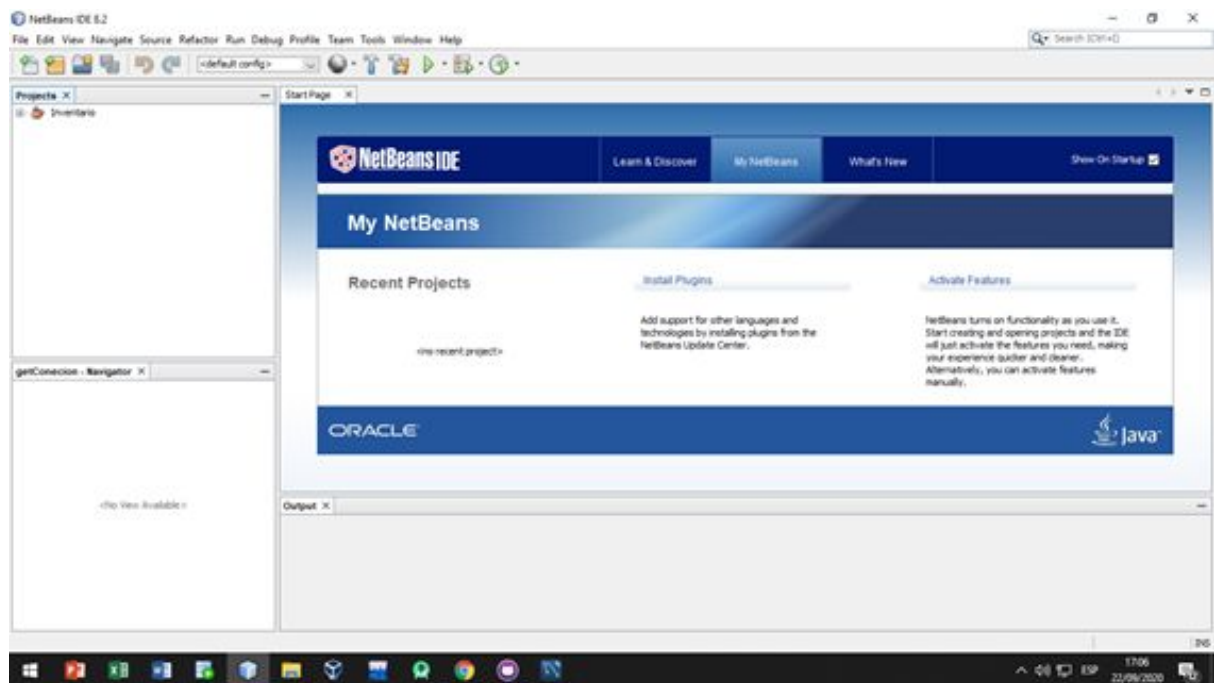 NetBeans IDE 8.2
File Edit View Navigate Source Refactor Run Debug Profile Team Tools Window Help
Search (Ctrl+I)
<default config>
Projects
Start Page
Inventario
NetBeans IDE
Learn & Discover
My NetBeans
What's New
Show On Startup
My NetBeans
Recent Projects
<no recent project>
Install Plugins
Add support for other languages and
technologies by installing plugins from the
NetBeans Update Center.
Activate Features
NetBeans turns on functionality as you use it.
Start creating and opening projects and the IDE
will just activate the features you need, making
your experience quicker and cleaner.
Alternatively, you can activate features
manually.
ORACLE
Java
getConecion - Navigator
<No View Available>
Output
INS
ESP
17:06
22/09/2020